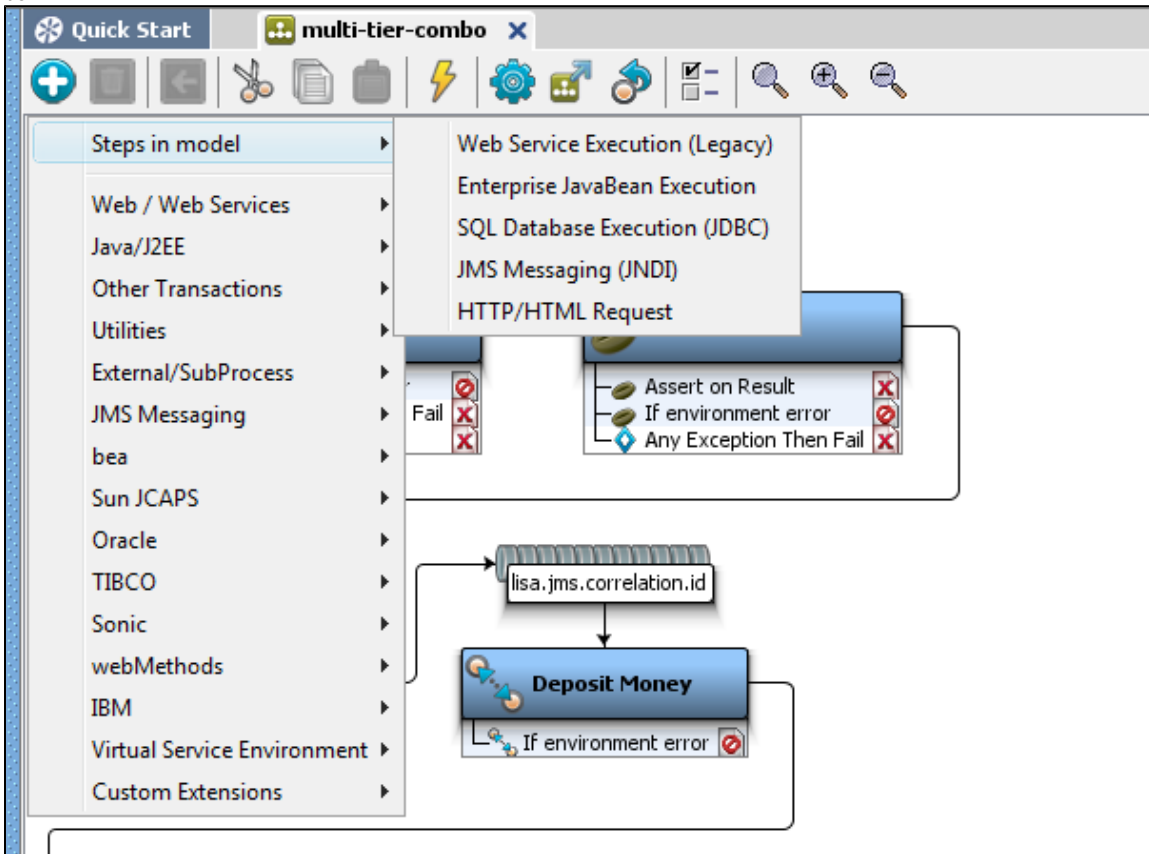 Quick Start
multi-tier-combo
Steps in model
Web / Web Services
Java/J2EE
Other Transactions
Utilities
External/SubProcess
JMS Messaging
bea
Sun JCAPS
Oracle
TIBCO
Sonic
webMethods
IBM
Virtual Service Environment
Custom Extensions
Web Service Execution (Legacy)
Enterprise JavaBean Execution
SQL Database Execution (JDBC)
JMS Messaging (JNDI)
HTTP/HTML Request
Fail
Assert on Result
If environment error
Any Exception Then Fail
lisa.jms.correlation.id
Deposit Money
If environment error